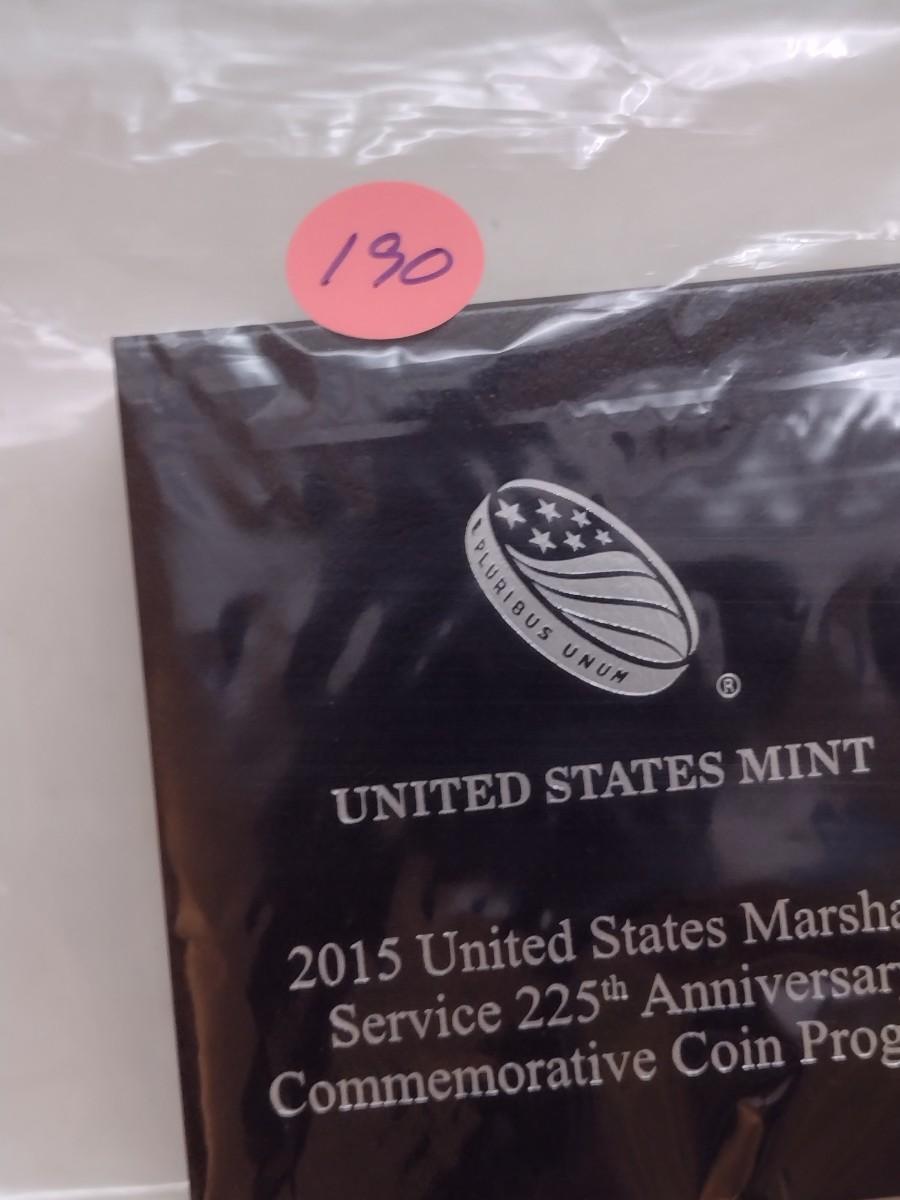 190
PLURIBUS UNUM
®
UNITED STATES MINT
2015 United States Marsha
Service 225th Anniversary
Commemorative Coin Prog